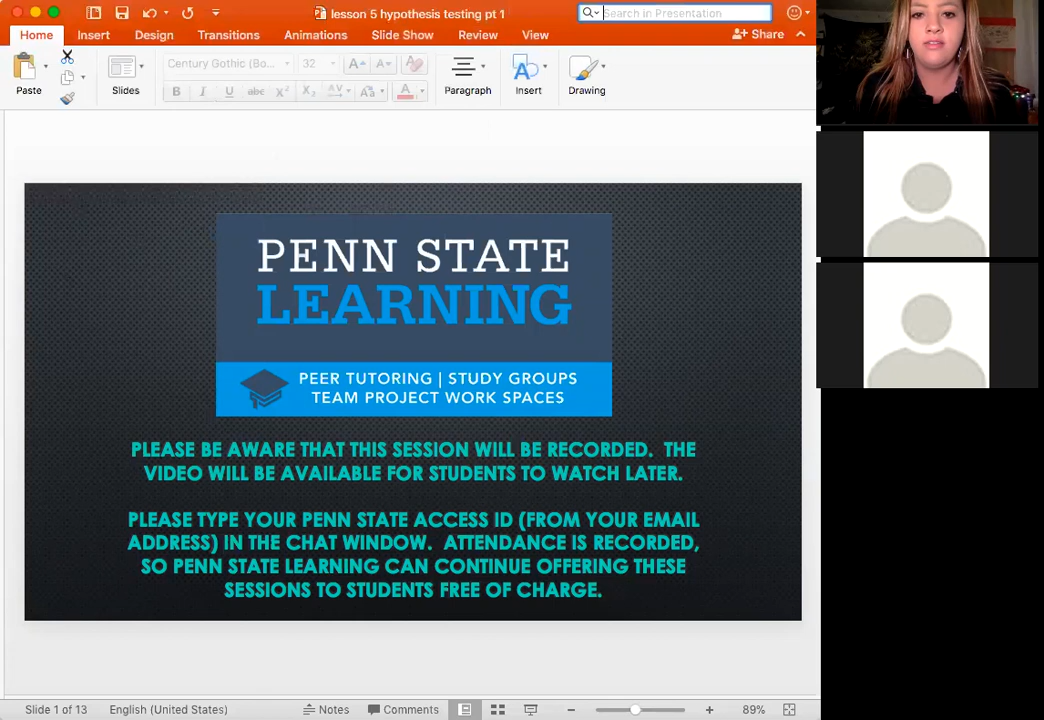 lesson 5 hypothesis testing pt 1
Search in Presentation
Home Insert Design Transitions Animations Slide Show Review View Share
Century Gothic (Bo... 32
Paste Slides Paragraph Insert Drawing
PENN STATE
LEARNING
PEER TUTORING | STUDY GROUPS
TEAM PROJECT WORK SPACES
PLEASE BE AWARE THAT THIS SESSION WILL BE RECORDED. THE
VIDEO WILL BE AVAILABLE FOR STUDENTS TO WATCH LATER.
PLEASE TYPE YOUR PENN STATE ACCESS ID (FROM YOUR EMAIL
ADDRESS) IN THE CHAT WINDOW. ATTENDANCE IS RECORDED,
SO PENN STATE LEARNING CAN CONTINUE OFFERING THESE
SESSIONS TO STUDENTS FREE OF CHARGE.
Slide 1 of 13 English (United States) Notes Comments 89%